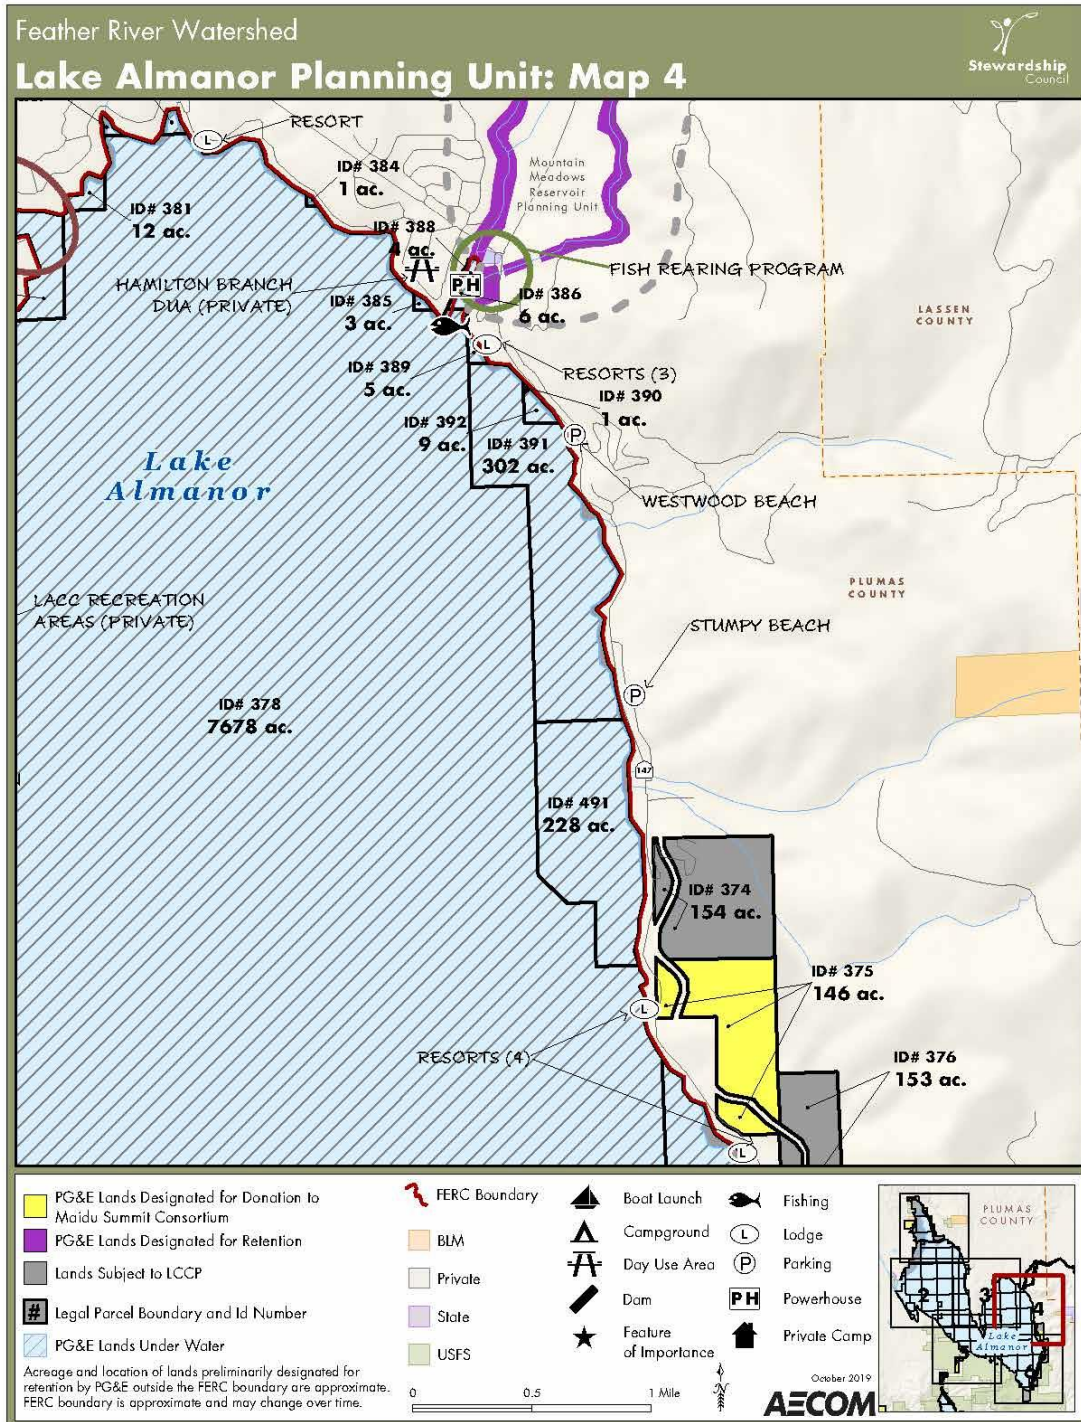 Feather River Watershed
Lake Almanor Planning Unit: Map 4
Stewardship
Council
RESORT
L
ID# 384
1 ac.
Mountain
Meadows
Reservoir
Planning Unit
ID# 381
12 ac.
ID# 388
4 ac.
FISH REARING PROGRAM
HAMILTON BRANCH
DUA (PRIVATE)
PH
ID# 385
3 ac.
ID# 386
6 ac.
LASSEN
COUNTY
L
ID# 389
5 ac.
RESORTS (3)
ID# 390
1 ac.
ID# 392
9 ac.
P
ID# 391
302 ac.
Lake
Almanor
WESTWOOD BEACH
PLUMAS
COUNTY
LACC RECREATION
AREAS (PRIVATE)
STUMPY BEACH
P
ID# 378
7678 ac.
147
ID# 491
228 ac.
ID# 374
154 ac.
ID# 375
146 ac.
L
RESORTS (4)
ID# 376
153 ac.
L
PG&E Lands Designated for Donation to
Maidu Summit Consortium
PG&E Lands Designated for Retention
Lands Subject to LCCP
# Legal Parcel Boundary and Id Number
PG&E Lands Under Water
Acreage and location of lands preliminarily designated for
retention by PG&E outside the FERC boundary are approximate.
FERC boundary is approximate and may change over time.
FERC Boundary
BLM
Private
State
USFS
Boat Launch
Campground
Day Use Area
Dam
Feature
of Importance
Fishing
L Lodge
P Parking
PH Powerhouse
Private Camp
0 0.5 1 Mile
N
October 2019
AECOM
PLUMAS
COUNTY
2
3
4
Lake
Almanor